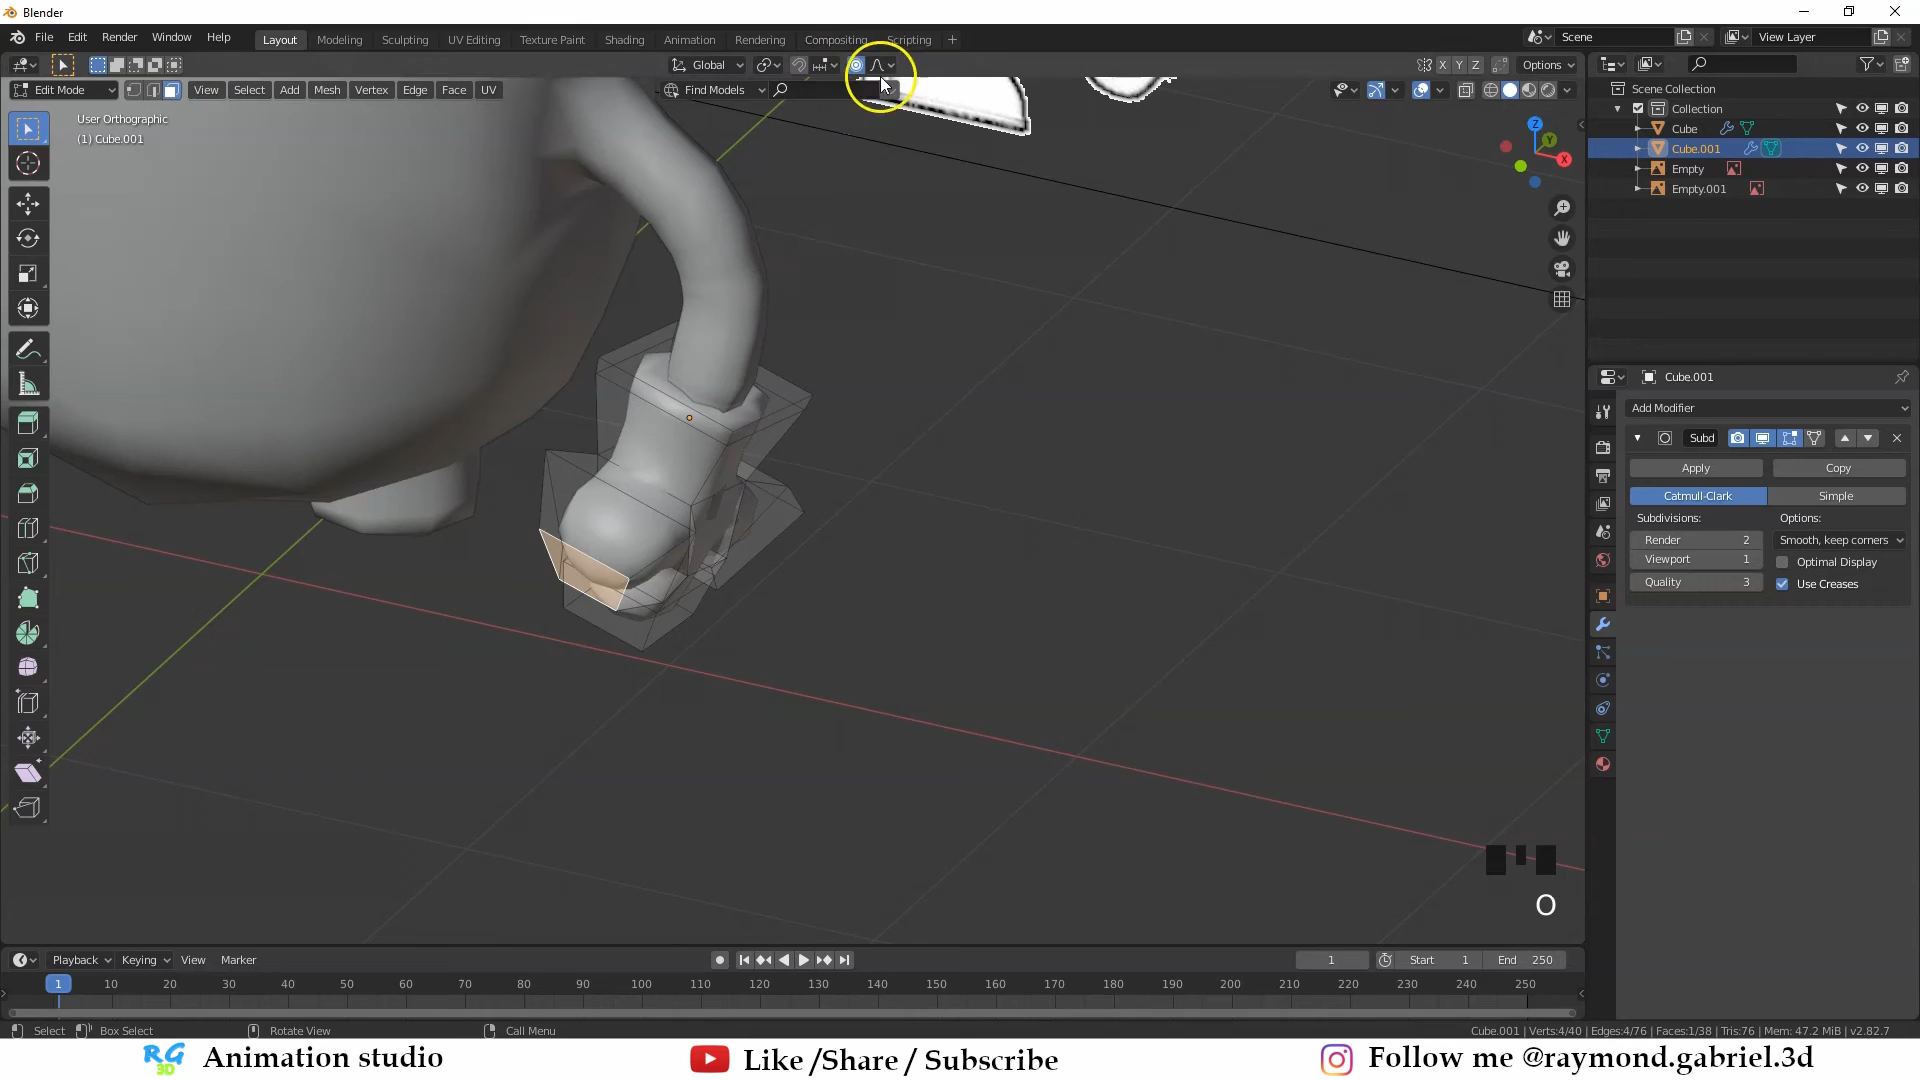 Blender
File Edit Render Window Help Layout Modeling Sculpting UV Editing Texture Paint Shading Animation Rendering Compositing Scripting + Scene View Layer
Global Options
Edit Mode View Select Add Mesh Vertex Edge Face UV Find Models
X Y Z
User Orthographic
(1) Cube.001
Z
Y
X
Scene Collection
Collection
Cube
Cube.001
Empty
Empty.001
Cube.001
Add Modifier
Subd
Apply Copy
Catmull-Clark Simple
Subdivisions: Options:
Render 2 Smooth, keep corners
Viewport 1 Optimal Display
Quality 3 Use Creases
O
Playback Keying View Marker 1 Start 1 End 250
1 10 20 30 40 50 60 70 80 90 100 110 120 130 140 150 160 170 180 190 200 210 220 230 240 250
Select Box Select Rotate View Call Menu Cube.001 | Verts:4/40 | Edges:4/76 | Faces:1/38 | Tris:76 | Mem: 47.2 MiB | v2.82.7
RG 3D Animation studio Like /Share / Subscribe Follow me @raymond.gabriel.3d